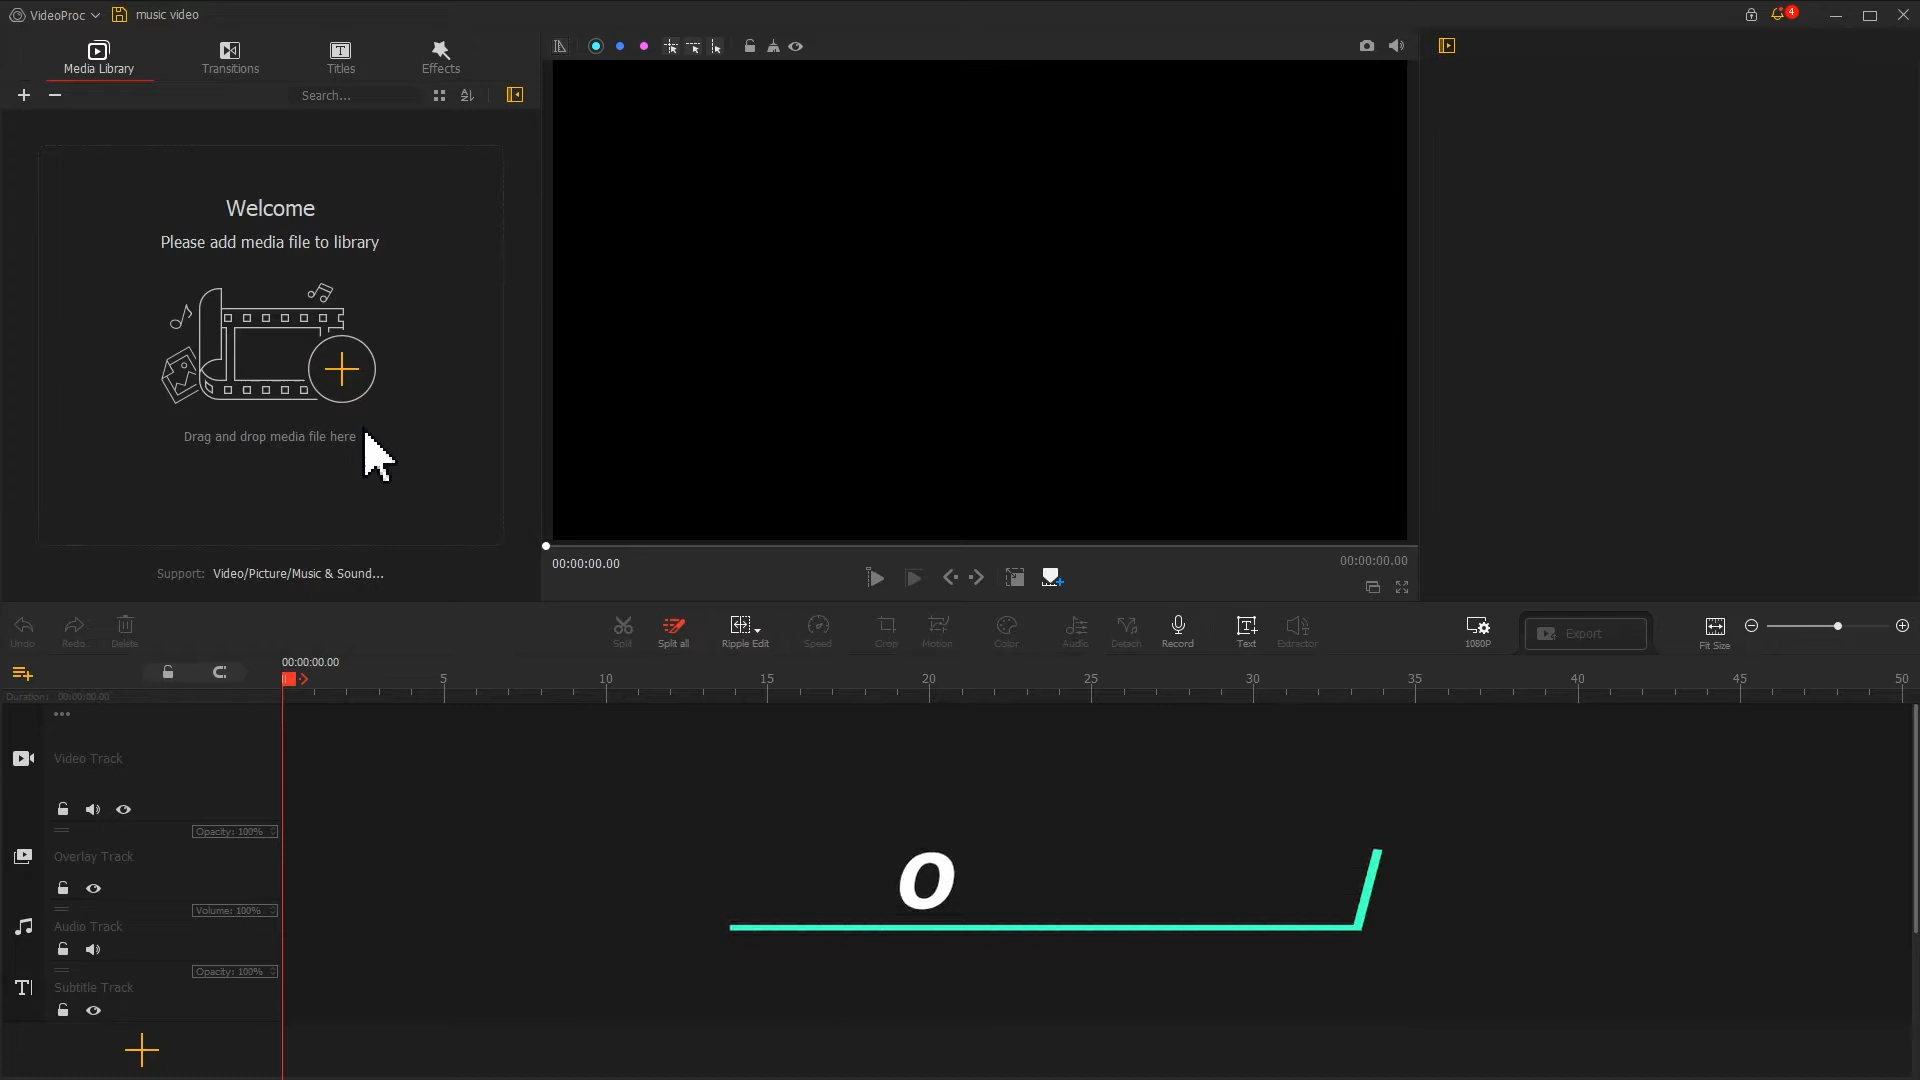 VideoProc music video 4
Media Library Transitions Titles Effects
Search...
Welcome
Please add media file to library
Drag and drop media file here
Support: Video/Picture/Music & Sound...
00:00:00.00 00:00:00.00
Undo Redo Delete Split Split all Ripple Edit Speed Crop Motion Color Audio Detach Record Text Extractor 1080P Export Fit Size
00:00:00.00
5 10 15 20 25 30 35 40 45 50
Duration: 00:00:00.00
Video Track
Opacity: 100%
Overlay Track
O
Volume: 100%
Audio Track
Opacity: 100%
Subtitle Track